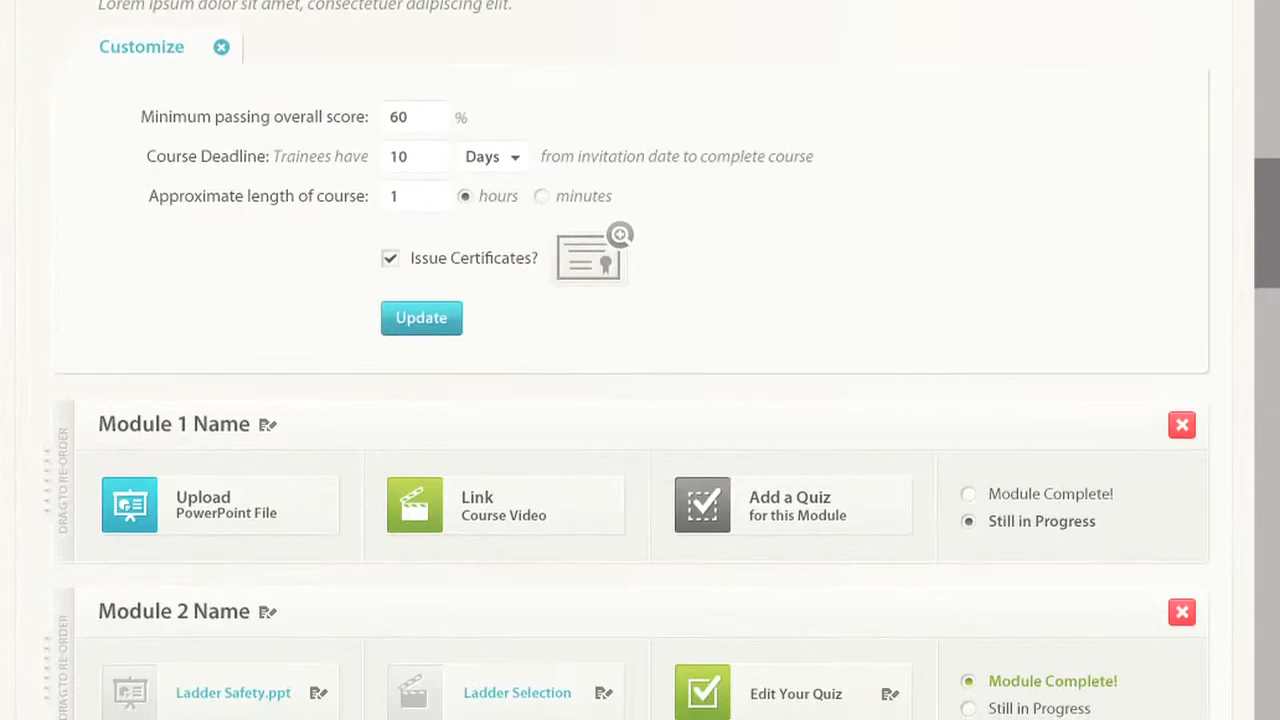 Lorem ipsum dolor sit amet, consectetuer adipiscing elit.
Customize
Minimum passing overall score: 60 %
Course Deadline: Trainees have 10 Days from invitation date to complete course
Approximate length of course: 1 hours minutes
Issue Certificates?
Update
DRAG TO RE-ORDER
Module 1 Name
Upload
PowerPoint File
Link
Course Video
Add a Quiz
for this Module
Module Complete!
Still in Progress
DRAG TO RE-ORDER
Module 2 Name
Ladder Safety.ppt
Ladder Selection
Edit Your Quiz
Module Complete!
Still in Progress